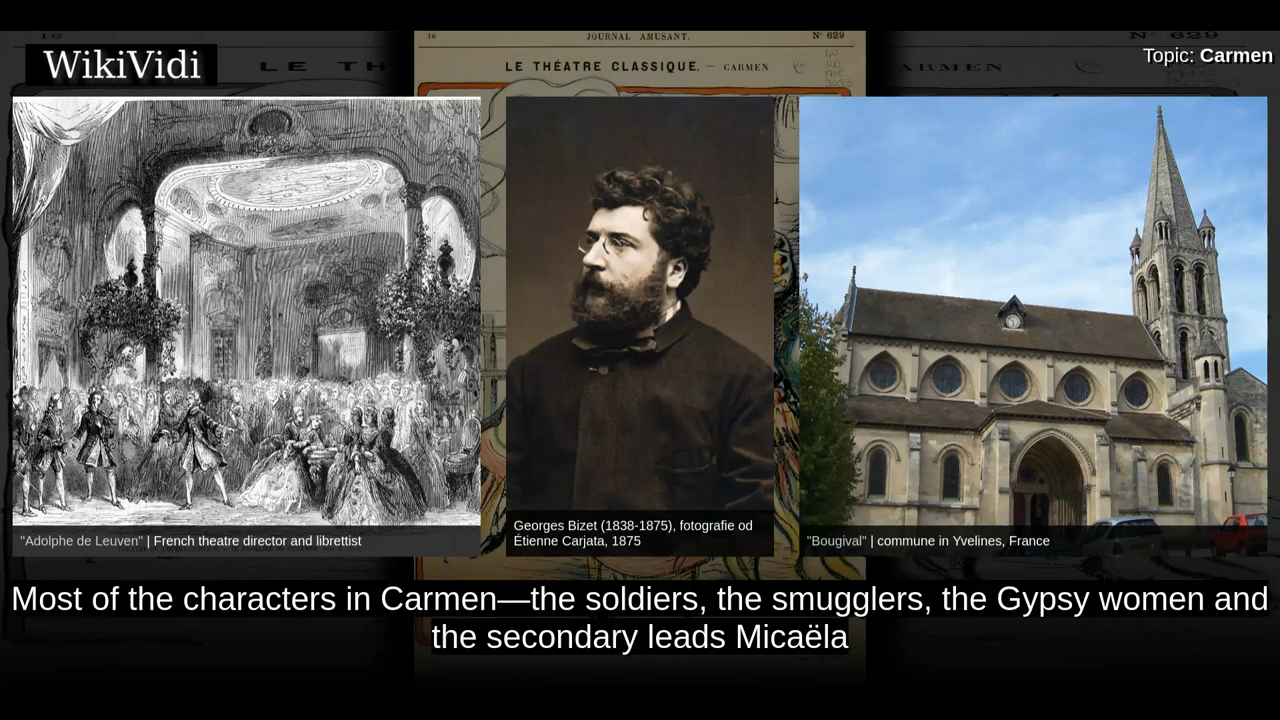 16
JOURNAL AMUSANT.
N° 629
WikiVidi
LE THÉATRE CLASSIQUE. — CARMEN
Topic: Carmen
"Adolphe de Leuven" | French theatre director and librettist
Georges Bizet (1838-1875), fotografie od
Étienne Carjata, 1875
"Bougival" | commune in Yvelines, France
Most of the characters in Carmen—the soldiers, the smugglers, the Gypsy women and
the secondary leads Micaëla